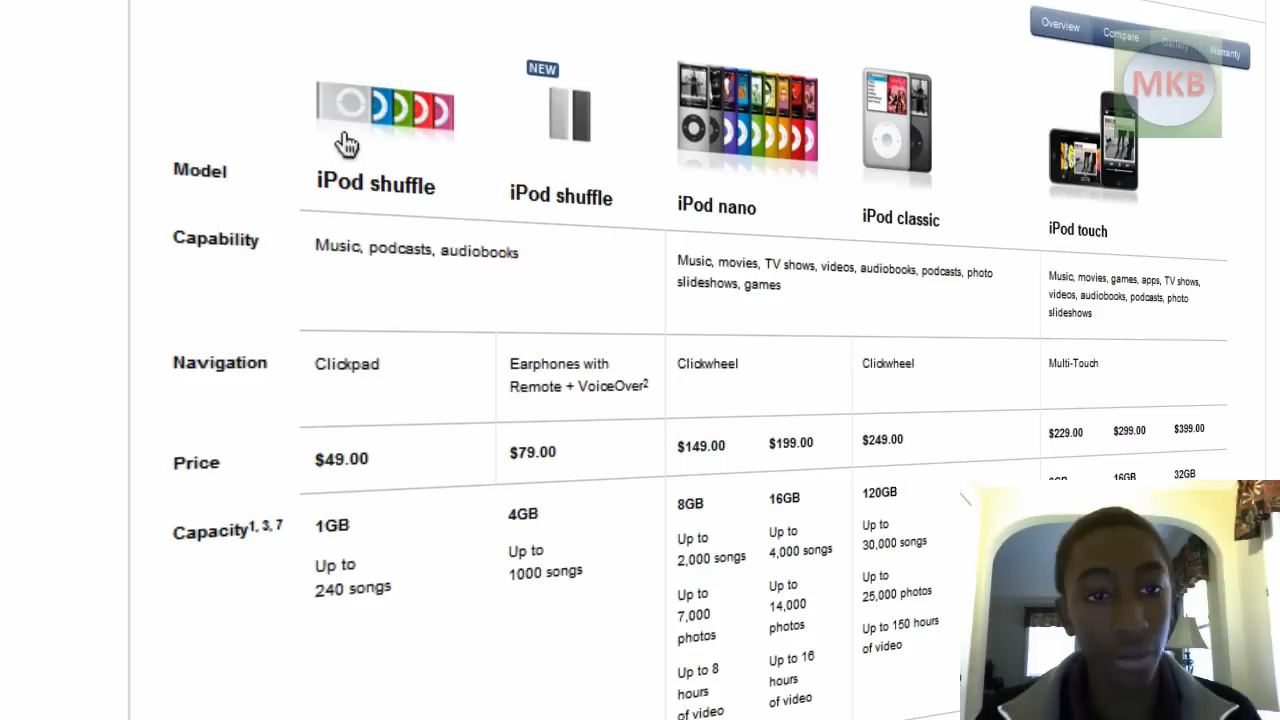 Overview Compare Gallery Warranty
MKB
NEW
Model
iPod shuffle
iPod shuffle
iPod nano
iPod classic
iPod touch
Capability
Music, podcasts, audiobooks
Music, movies, TV shows, videos, audiobooks, podcasts, photo
slideshows, games
Music, movies, games, apps, TV shows,
videos, audiobooks, podcasts, photo
slideshows
Navigation
Clickpad
Earphones with
Remote + VoiceOver2
Clickwheel
Clickwheel
Multi-Touch
Price
$49.00
$79.00
$149.00
$199.00
$249.00
$229.00
$299.00
$399.00
Capacity1, 3, 7
1GB
Up to
240 songs
4GB
Up to
1000 songs
8GB
Up to
2,000 songs
Up to
7,000
photos
Up to 8
hours
of video
16GB
Up to
4,000 songs
Up to
14,000
photos
Up to 16
hours
of video
120GB
Up to
30,000 songs
Up to
25,000 photos
Up to 150 hours
of video
16GB
32GB